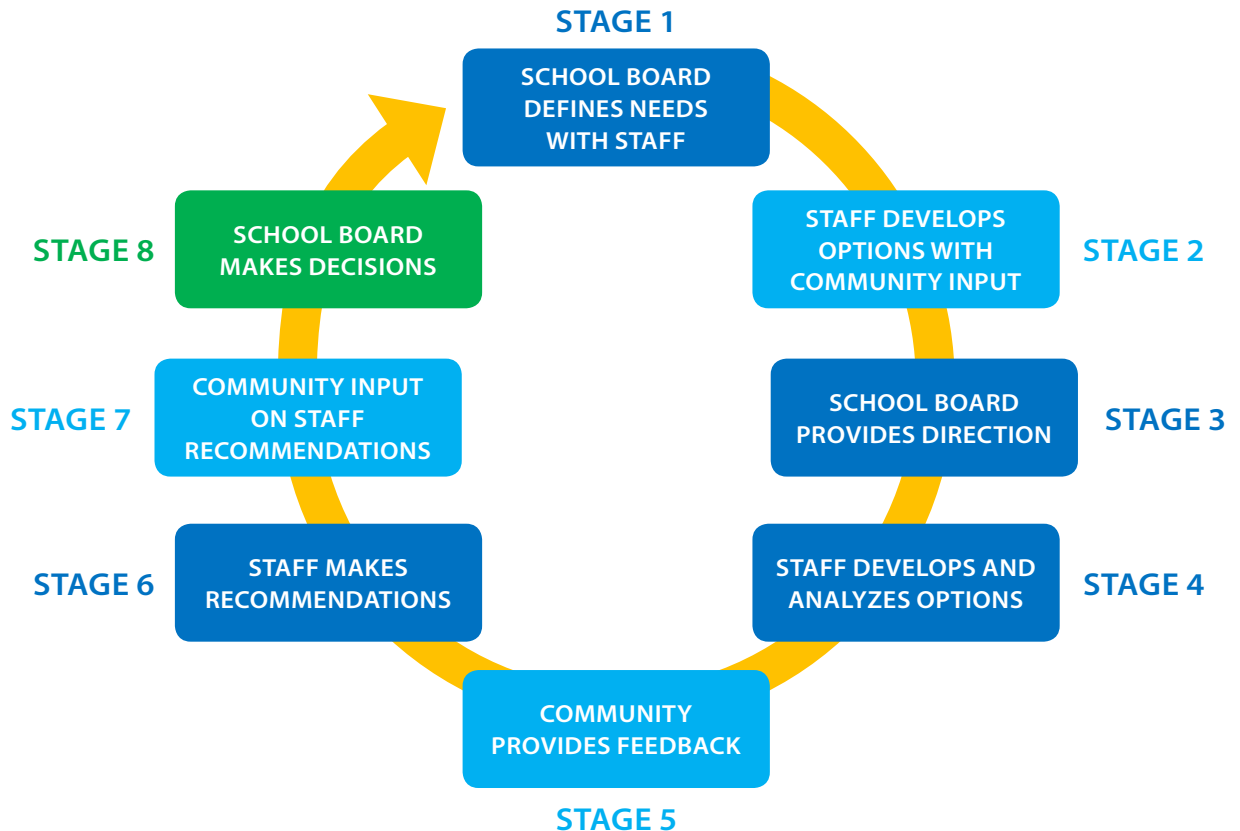 STAGE 1
SCHOOL BOARD
DEFINES NEEDS
WITH STAFF
STAGE 2
STAFF DEVELOPS
OPTIONS WITH
COMMUNITY INPUT
STAGE 3
SCHOOL BOARD
PROVIDES DIRECTION
STAGE 4
STAFF DEVELOPS AND
ANALYZES OPTIONS
STAGE 5
COMMUNITY
PROVIDES FEEDBACK
STAGE 6
STAFF MAKES
RECOMMENDATIONS
STAGE 7
COMMUNITY INPUT
ON STAFF
RECOMMENDATIONS
STAGE 8
SCHOOL BOARD
MAKES DECISIONS